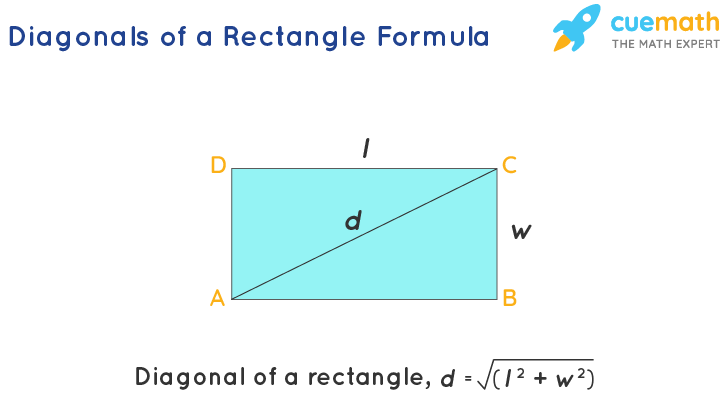 Diagonals of a Rectangle Formula
cuemath
THE MATH EXPERT
l
D
C
d
w
A
B
Diagonal of a rectangle, d = √(l² + w²)